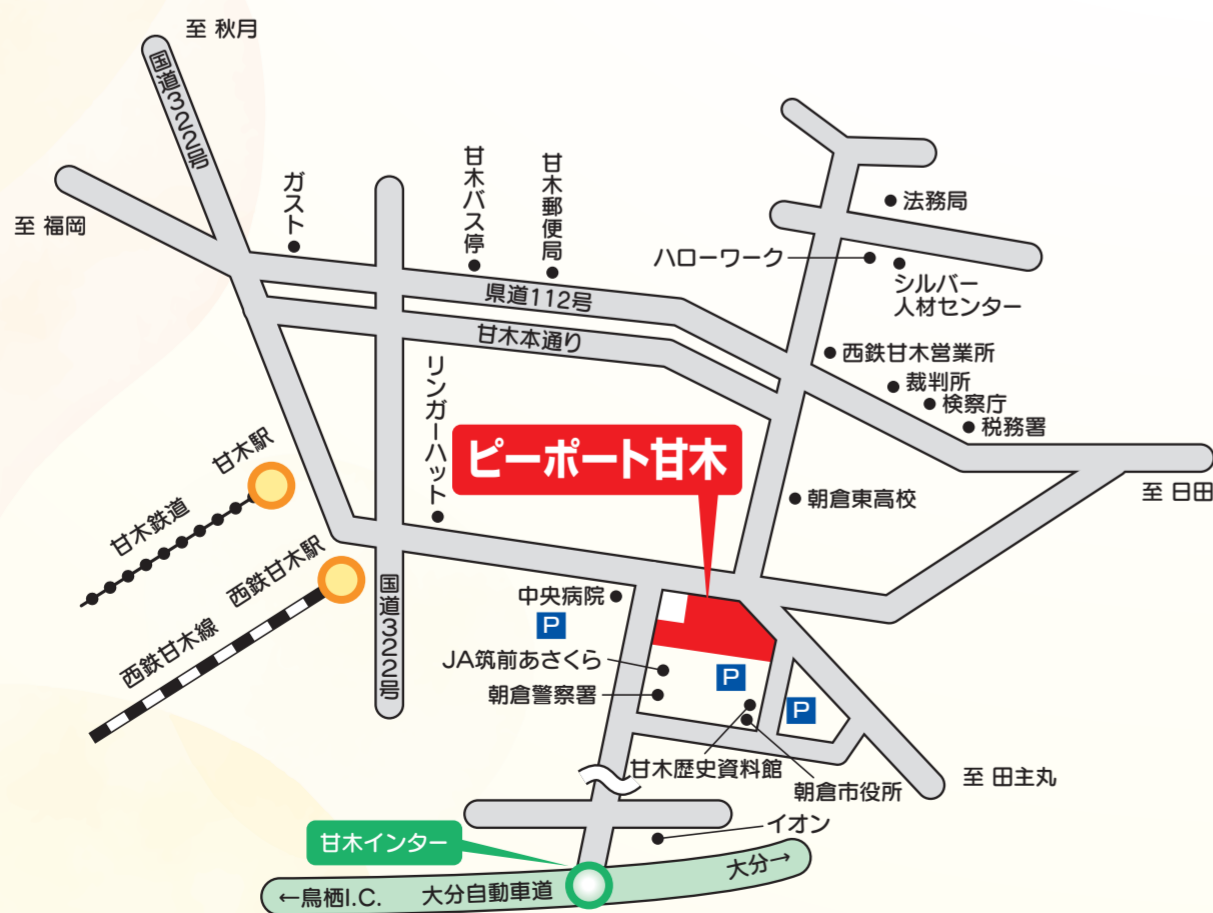 至 秋月
国道322号
至 福岡
ガスト
甘木バス停
甘木郵便局
県道112号
甘木本通り
法務局
ハローワーク
シルバー
人材センター
西鉄甘木営業所
裁判所
検察庁
税務署
至 日田
リンガーハット
ピーポート甘木
朝倉東高校
甘木駅
甘木鉄道
西鉄甘木駅
西鉄甘木線
国道322号
中央病院
P
JA筑前あさくら
朝倉警察署
P
P
甘木歴史資料館
朝倉市役所
至 田主丸
イオン
甘木インター
←鳥栖I.C.
大分自動車道
大分→